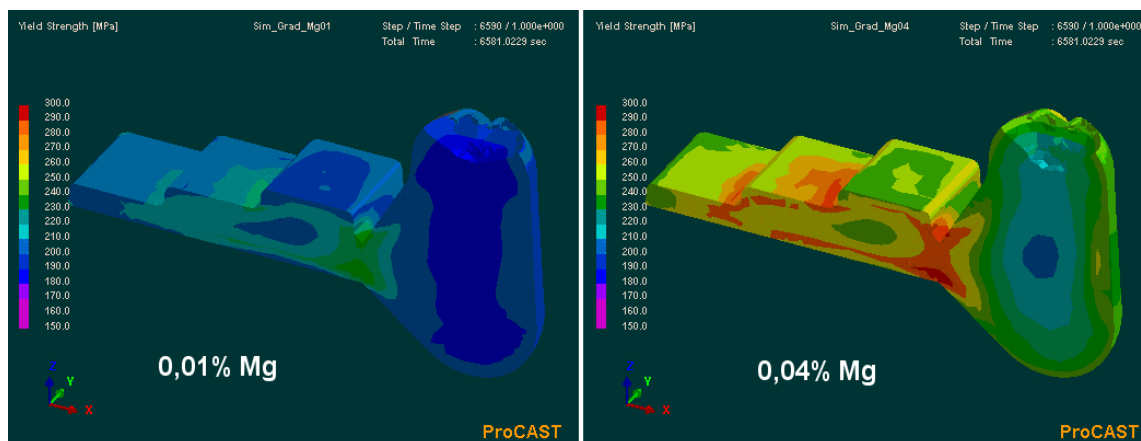 Yield Strength [MPa] Sim_Grad_Mg01 Step / Time Step : 6590 / 1.000e+000
Total Time : 6581.0229 sec
300.0
290.0
280.0
270.0
260.0
250.0
240.0
230.0
220.0
210.0
200.0
190.0
180.0
170.0
160.0
150.0
0,01% Mg
Z
Y
X
ProCAST
Yield Strength [MPa] Sim_Grad_Mg04 Step / Time Step : 6590 / 1.000e+000
Total Time : 6581.0229 sec
300.0
290.0
280.0
270.0
260.0
250.0
240.0
230.0
220.0
210.0
200.0
190.0
180.0
170.0
160.0
150.0
0,04% Mg
Z
Y
X
ProCAST